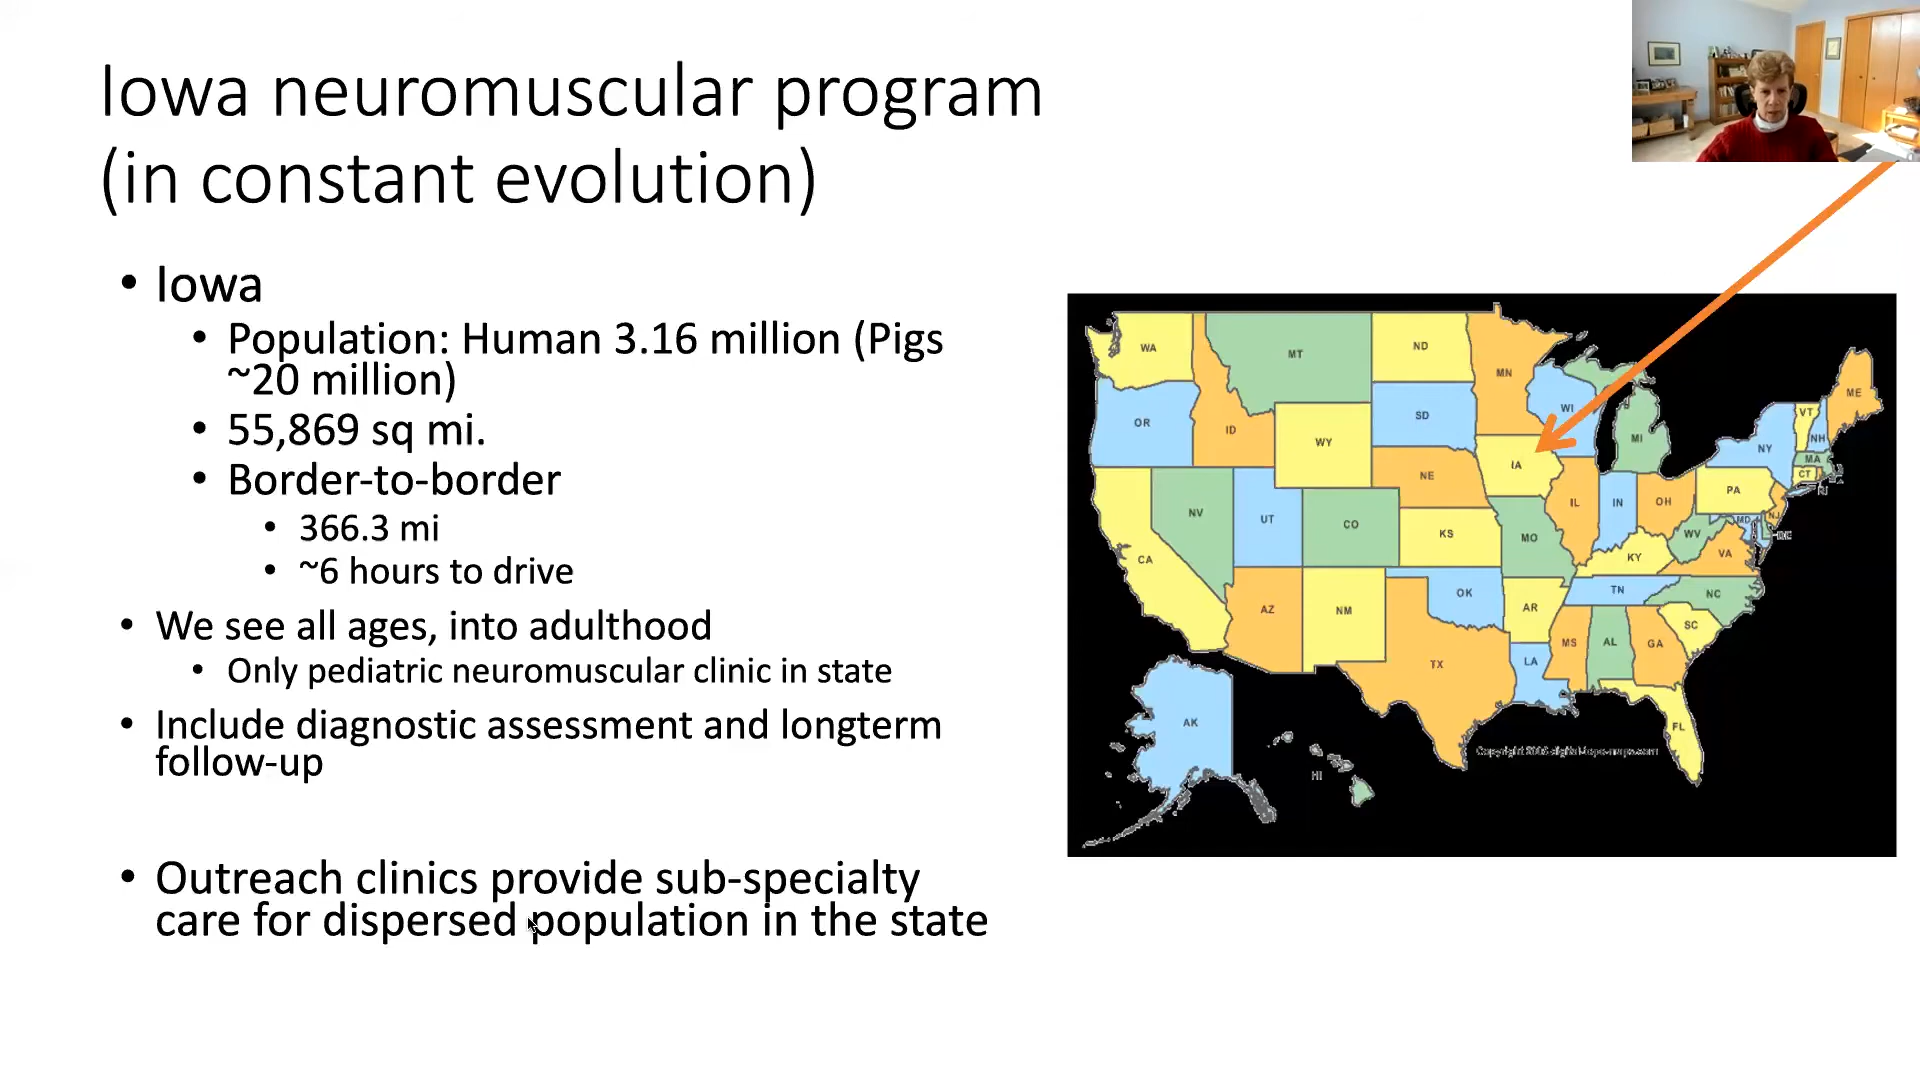 Iowa neuromuscular program
(in constant evolution)
• Iowa
• Population: Human 3.16 million (Pigs
~20 million)
• 55,869 sq mi.
• Border-to-border
• 366.3 mi
• ~6 hours to drive
• We see all ages, into adulthood
• Only pediatric neuromuscular clinic in state
• Include diagnostic assessment and longterm
follow-up
• Outreach clinics provide sub-specialty
care for dispersed population in the state
WA
MT
ND
MN
OR
ID
WY
SD
WI
MI
NY
VT
NH
ME
MA
CT
RI
IA
NE
NV
UT
CO
KS
MO
IL
IN
OH
PA
NJ
MD
WV
VA
KY
CA
AZ
NM
OK
AR
TN
NC
SC
MS
AL
GA
LA
TX
FL
AK
HI